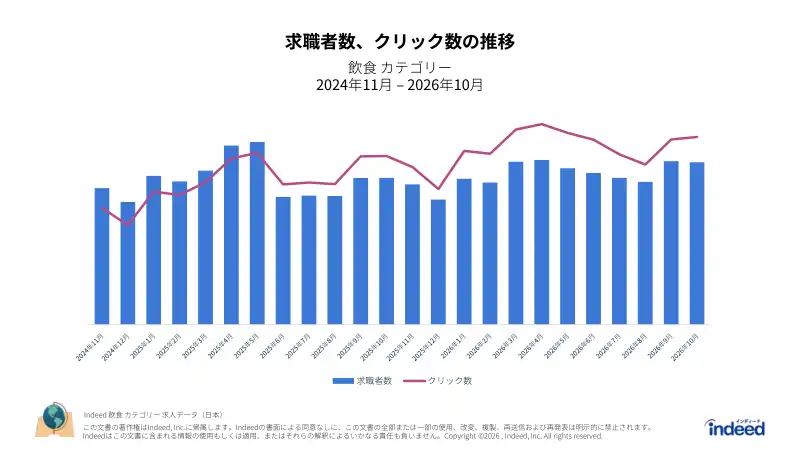 求職者数、クリック数の推移
飲食 カテゴリー
2024年11月 – 2026年10月
2024年11月
2024年12月
2025年1月
2025年2月
2025年3月
2025年4月
2025年5月
2025年6月
2025年7月
2025年8月
2025年9月
2025年10月
2025年11月
2025年12月
2026年1月
2026年2月
2026年3月
2026年4月
2026年5月
2026年6月
2026年7月
2026年8月
2026年9月
2026年10月
求職者数
クリック数
Indeed 飲食 カテゴリー 求人データ（日本）
この文書の著作権はIndeed, Inc.に帰属します。Indeedの書面による同意なしに、この文書の全部または一部の使用、改変、複製、再送信および再発表は明示的に禁止されます。
Indeedはこの文書に含まれる情報の使用もしくは適用、またはそれらの解釈によるいかなる責任も負いません。Copyright ©2026 , Indeed, Inc. All rights reserved.
インディード
indeed